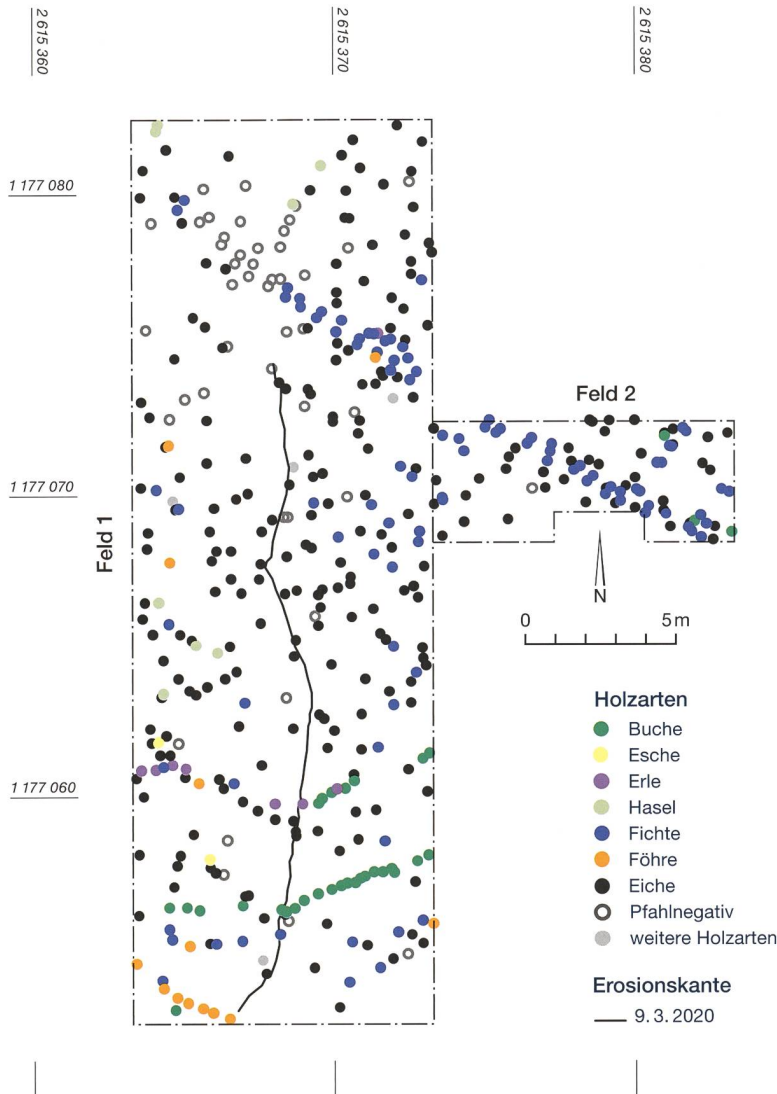 2 615 360
2 615 370
2 615 380
1 177 080
Feld 2
1 177 070
Feld 1
N
0
5m
Holzarten
Buche
Esche
Erle
Hasel
Fichte
Föhre
Eiche
Pfahlnegativ
weitere Holzarten
1 177 060
Erosionskante
9. 3. 2020